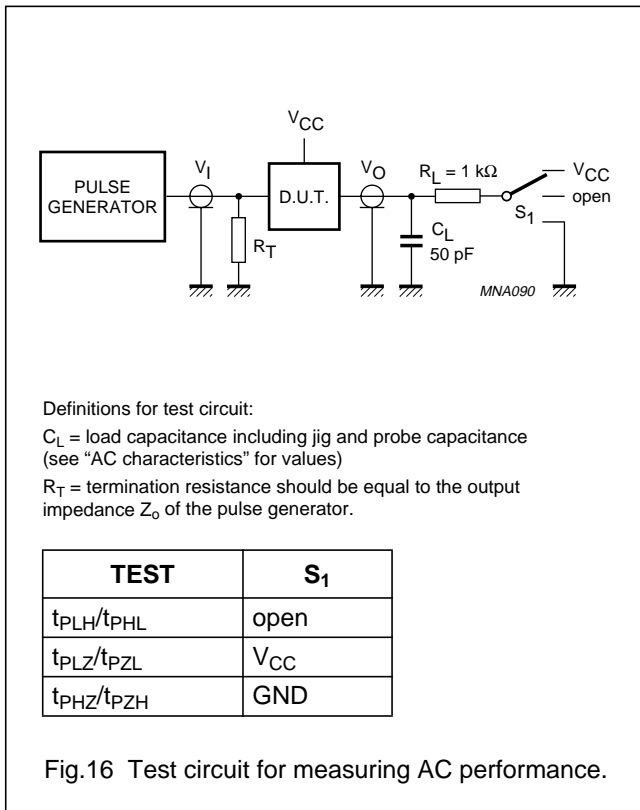 V_CC
PULSE
GENERATOR
V_I
R_T
D.U.T.
V_O
R_L = 1 kΩ
C_L
50 pF
S_1
V_CC
open
MNA090
Definitions for test circuit:
C_L = load capacitance including jig and probe capacitance
(see “AC characteristics” for values)
R_T = termination resistance should be equal to the output
impedance Z_o of the pulse generator.
TEST S_1
t_PLH/t_PHL open
t_PLZ/t_PZL V_CC
t_PHZ/t_PZH GND
Fig.16 Test circuit for measuring AC performance.